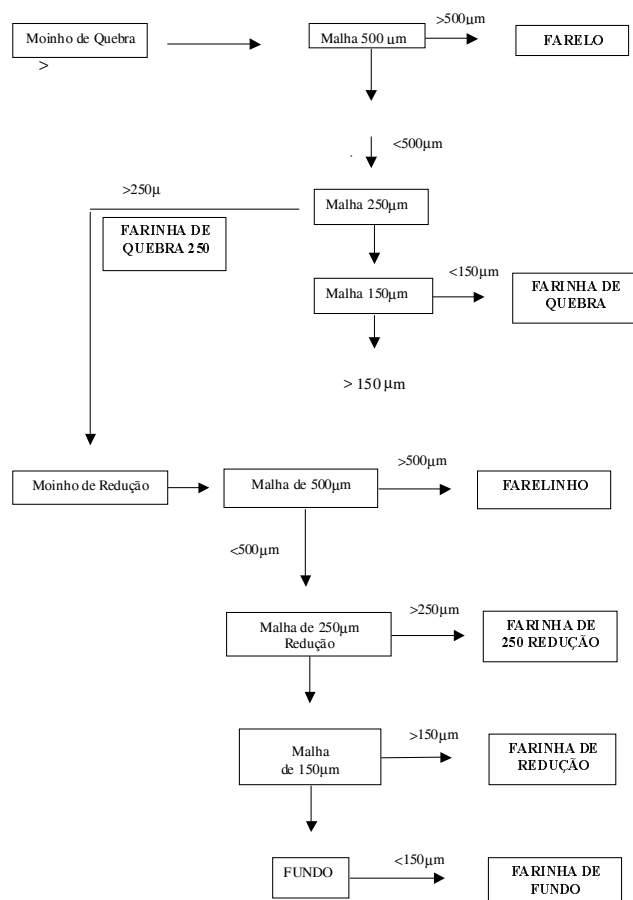 >500μm
Moinho de Quebra
Malha 500 μm
FARELO
>
<500μm
>250μ
Malha 250μm
FARINHA DE
QUEBRA 250
<150μm
Malha 150μm
FARINHA DE
QUEBRA
> 150 μm
>500μm
Moinho de Redução
Malha de 500μm
FARELINHO
<500μm
>250μm
Malha de 250μm
Redução
FARINHA DE
250 REDUÇÃO
>150μm
Malha
de 150μm
FARINHA DE
REDUÇÃO
<150μm
FUNDO
FARINHA DE
FUNDO